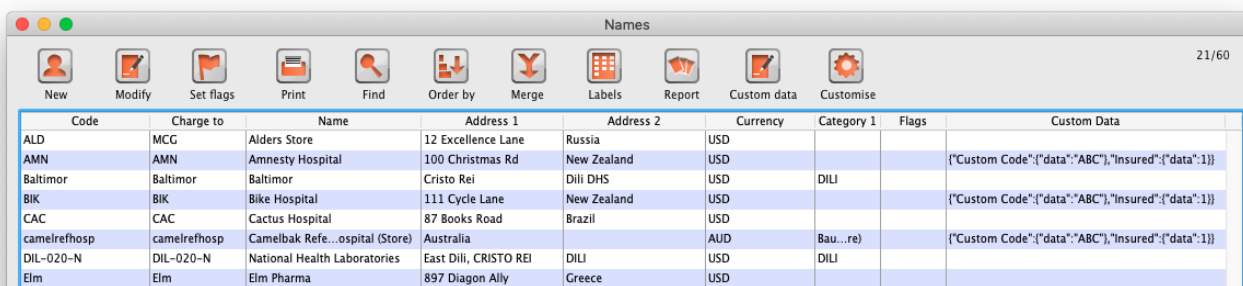 Names
21/60
New Modify Set flags Print Find Order by Merge Labels Report Custom data Customise
Code Charge to Name Address 1 Address 2 Currency Category 1 Flags Custom Data
ALD MCG Alders Store 12 Excellence Lane Russia USD
AMN AMN Amnesty Hospital 100 Christmas Rd New Zealand USD {"Custom Code":{"data":"ABC"},"Insured":{"data":1}}
Baltimor Baltimor Baltimor Cristo Rei Dili DHS USD DILI
BIK BIK Bike Hospital 111 Cycle Lane New Zealand USD {"Custom Code":{"data":"ABC"},"Insured":{"data":1}}
CAC CAC Cactus Hospital 87 Books Road Brazil USD
camelrefhosp camelrefhosp Camelbak Refe...ospital (Store) Australia AUD Bau...re) {"Custom Code":{"data":"ABC"},"Insured":{"data":1}}
DIL-020-N DIL-020-N National Health Laboratories East Dili, CRISTO REI DILI USD DILI
Elm Elm Elm Pharma 897 Diagon Ally Greece USD